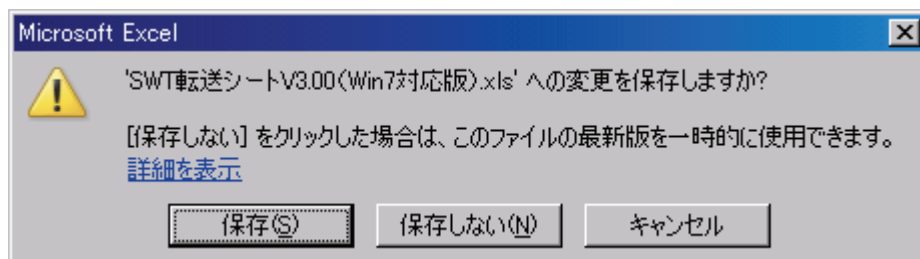 Microsoft Excel
'SWT転送シートV3.00(Win7対応版).xls' への変更を保存しますか?
[保存しない] をクリックした場合は、このファイルの最新版を一時的に使用できます。
詳細を表示
保存(S) 保存しない(N) キャンセル